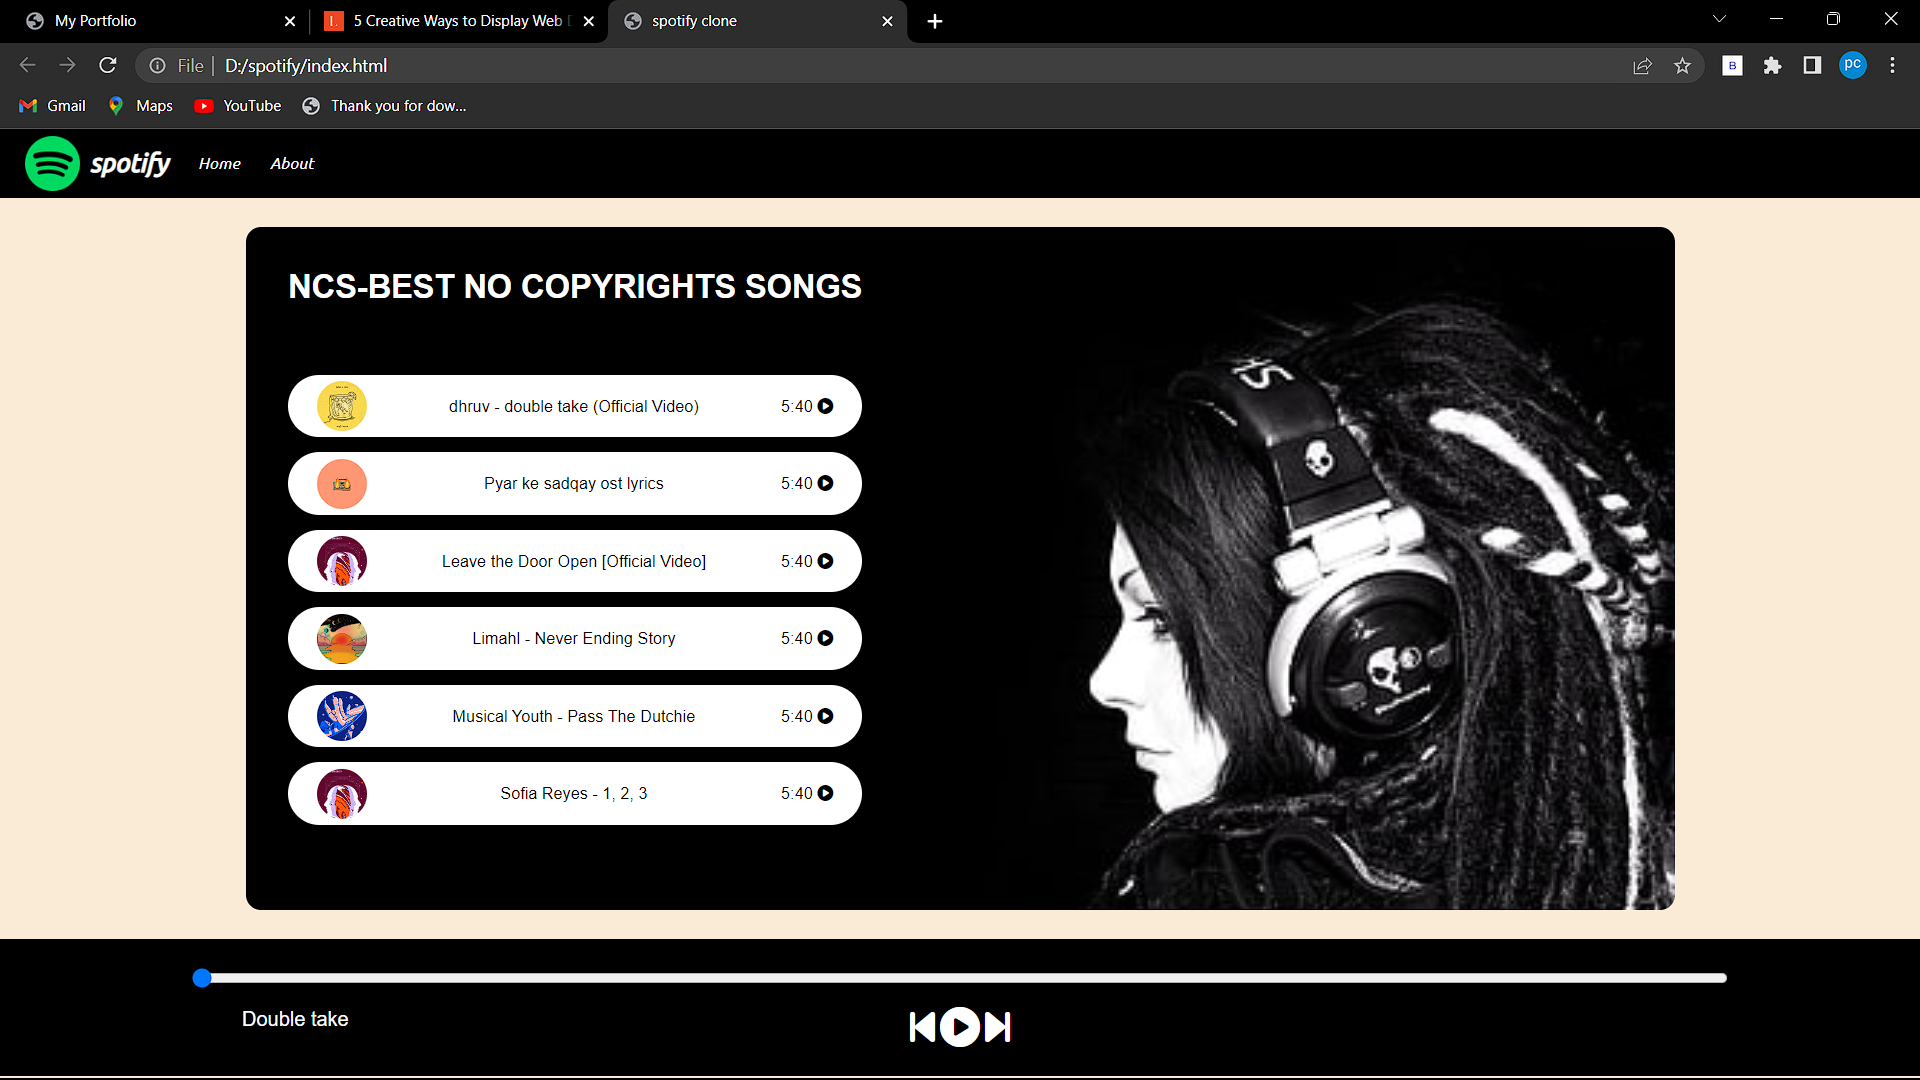 My Portfolio
5 Creative Ways to Display Web
spotify clone
File
D:/spotify/index.html
B
pc
Gmail
Maps
YouTube
Thank you for dow...
spotify
Home
About
NCS-BEST NO COPYRIGHTS SONGS
dhruv - double take (Official Video) 5:40
Pyar ke sadqay ost lyrics 5:40
Leave the Door Open [Official Video] 5:40
Limahl - Never Ending Story 5:40
Musical Youth - Pass The Dutchie 5:40
Sofia Reyes - 1, 2, 3 5:40
Double take